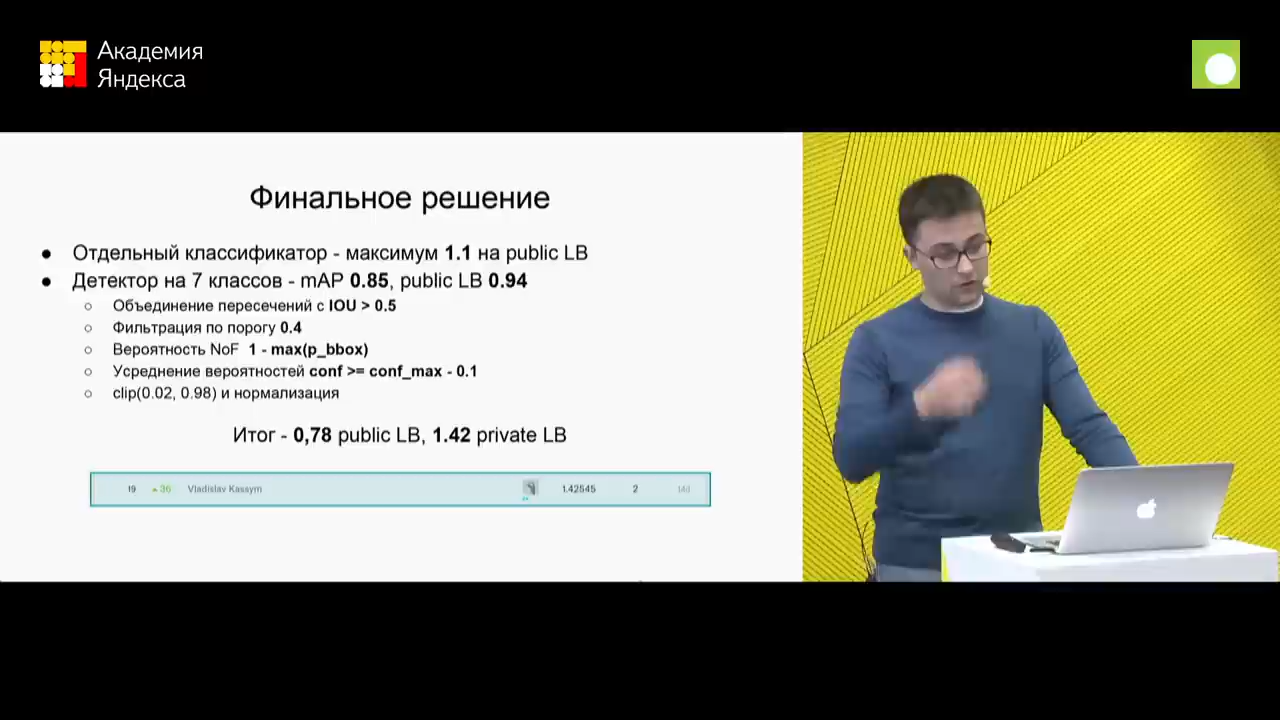 Академия
Яндекса
Финальное решение
● Отдельный классификатор - максимум 1.1 на public LB
● Детектор на 7 классов - mAP 0.85, public LB 0.94
○ Объединение пересечений с IOU > 0.5
○ Фильтрация по порогу 0.4
○ Вероятность NoF 1 - max(p_bbox)
○ Усреднение вероятностей conf >= conf_max - 0.1
○ clip(0.02, 0.98) и нормализация
Итог - 0,78 public LB, 1.42 private LB
19 ▲36 Vladislav Kassym 1.42545 2